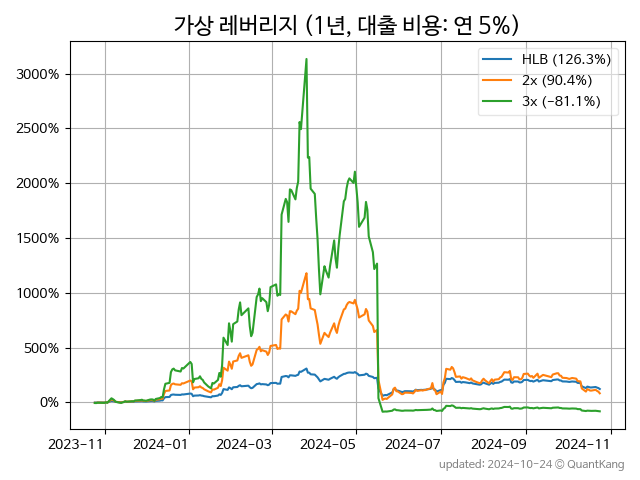 가상 레버리지 (1년, 대출 비용: 연 5%)
HLB (126.3%)
2x (90.4%)
3x (−81.1%)
3000%
2500%
2000%
1500%
1000%
500%
0%
2023-11 2024-01 2024-03 2024-05 2024-07 2024-09 2024-11
updated: 2024-10-24 © QuantKang